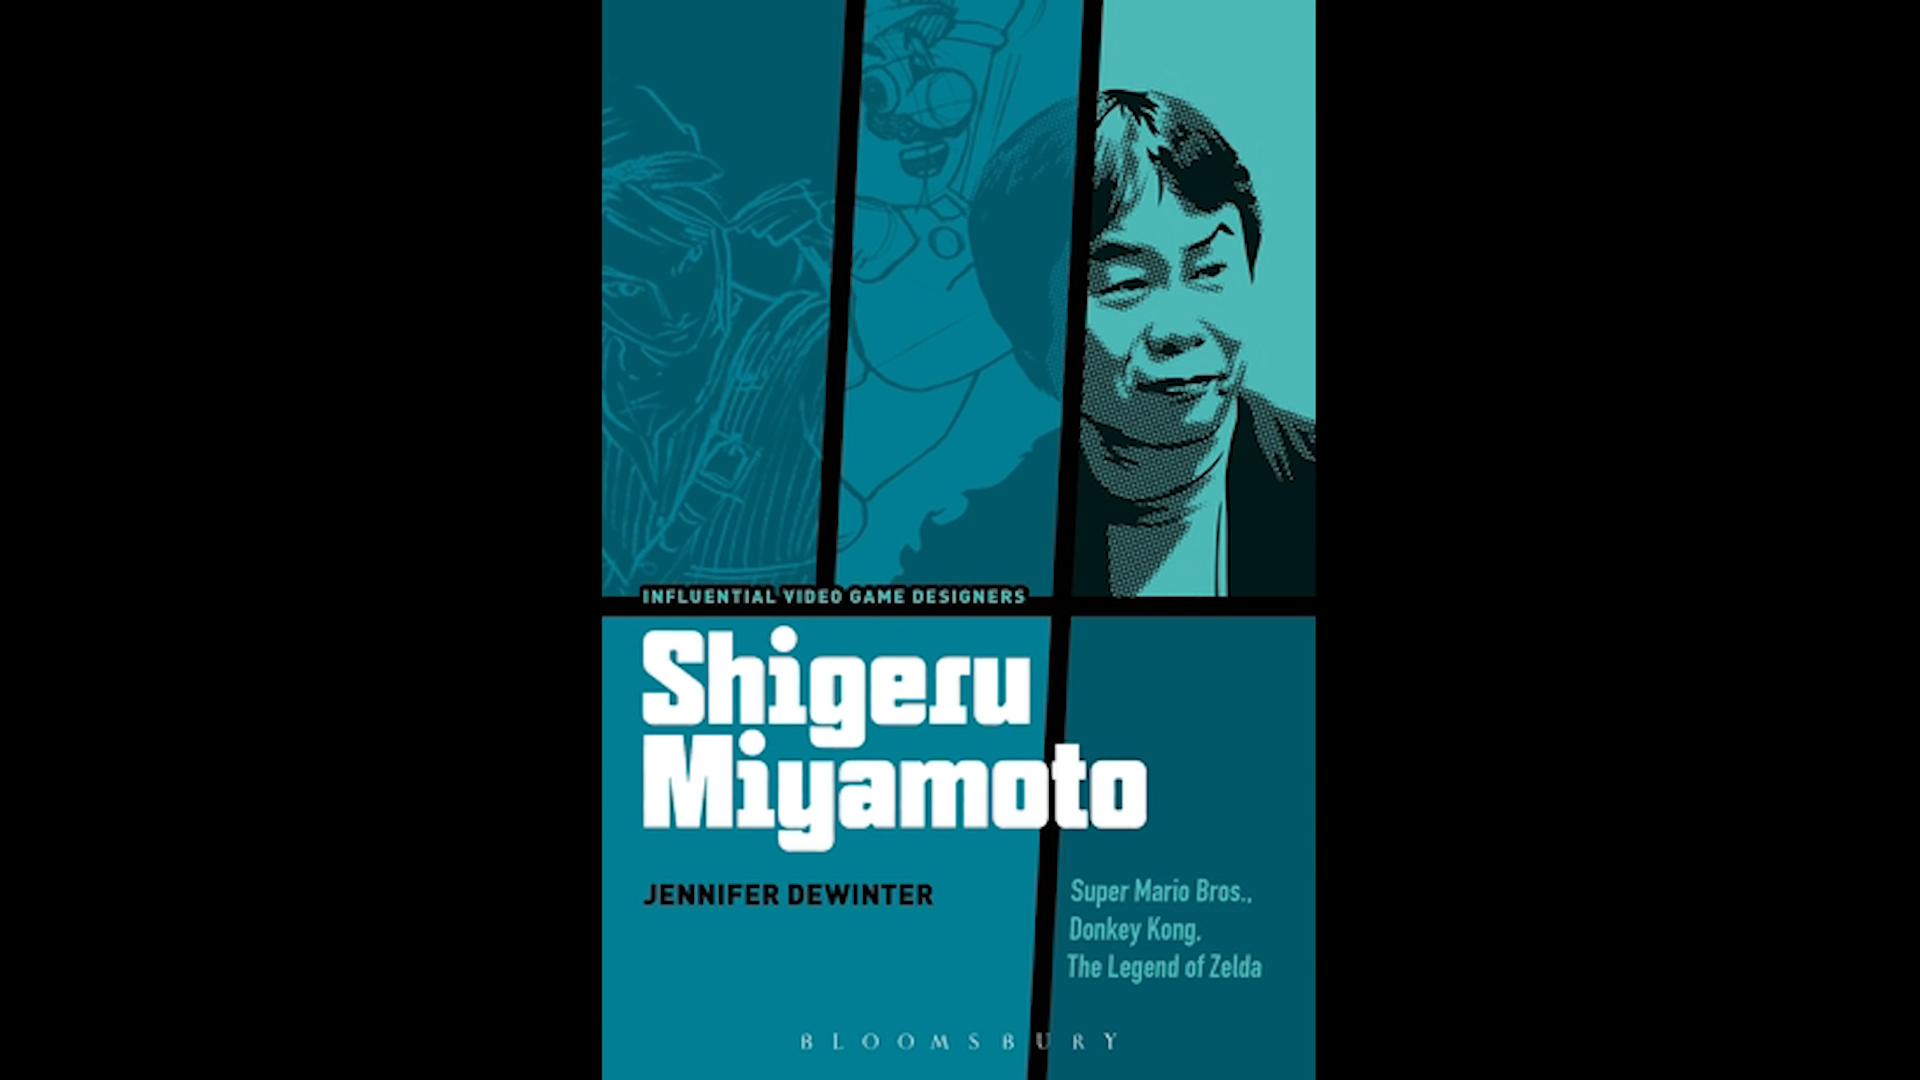 INFLUENTIAL VIDEO GAME DESIGNERS
Shigeru
Miyamoto
JENNIFER DEWINTER
Super Mario Bros.,
Donkey Kong,
The Legend of Zelda
BLOOMSBURY